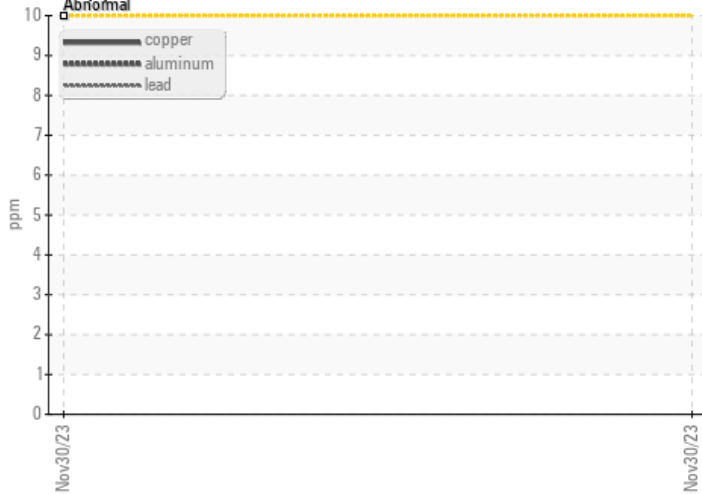 Abnormal
10
copper
9
aluminum
lead
8
7
6
ppm
5
4
3
2
1
0
Nov30/23
Nov30/23